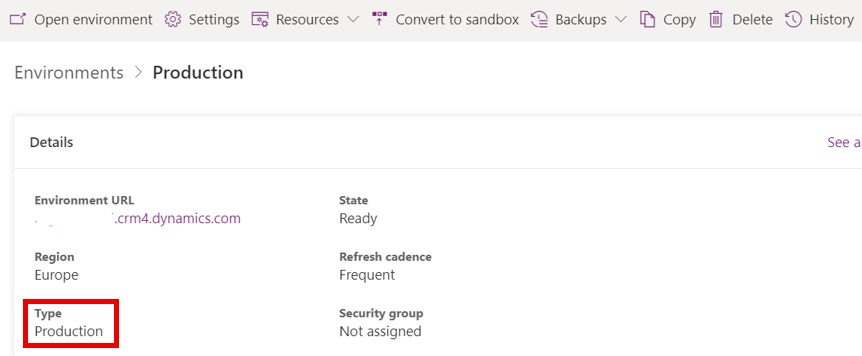 Open environment Settings Resources Convert to sandbox Backups Copy Delete History
Environments > Production
Details See a
Environment URL State
.crm4.dynamics.com Ready
Region Refresh cadence
Europe Frequent
Type Security group
Production Not assigned